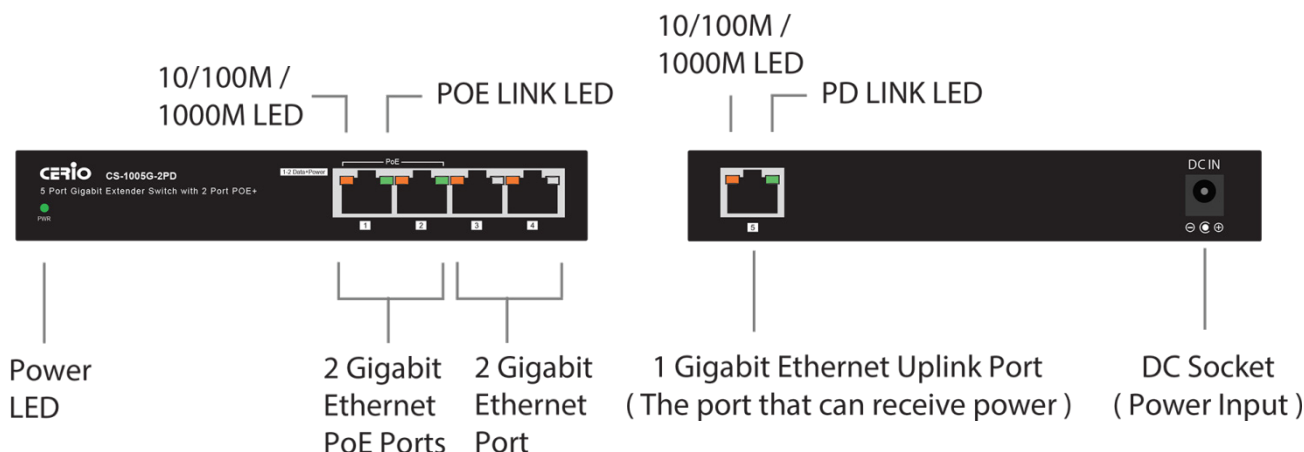 10/100M /
1000M LED
POE LINK LED
10/100M /
1000M LED
PD LINK LED
CERIO CS-1005G-2PD
5 Port Gigabit Extender Switch with 2 Port POE+
PWR
1-2 Data+Power
PoE
1 2 3 4
5
DC IN
Power
LED
2 Gigabit
Ethernet
PoE Ports
2 Gigabit
Ethernet
Port
1 Gigabit Ethernet Uplink Port
( The port that can receive power )
DC Socket
( Power Input )